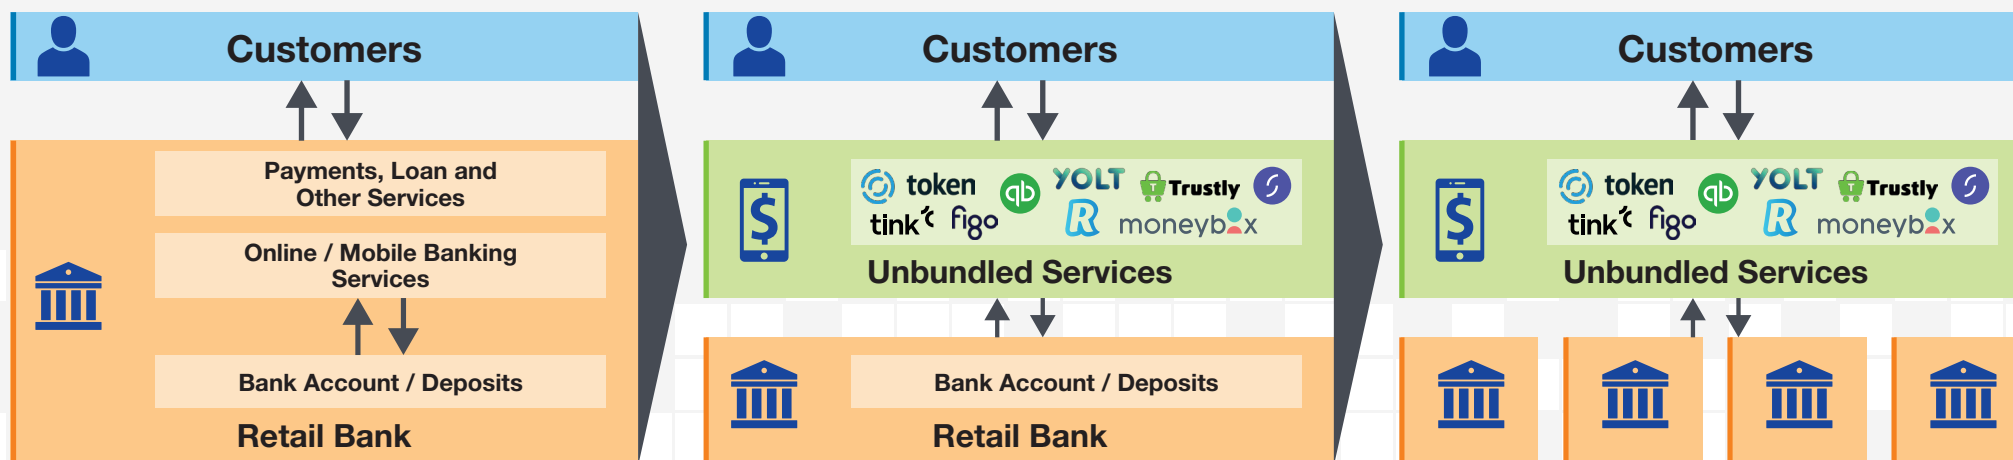 Customers
Payments, Loan and
Other Services
Online / Mobile Banking
Services
Bank Account / Deposits
Retail Bank
Customers
$
token
qb
YOLT
T
Trustly
tink
figo
R
moneybox
Unbundled Services
Bank Account / Deposits
Retail Bank
Customers
$
token
qb
YOLT
T
Trustly
tink
figo
R
moneybox
Unbundled Services